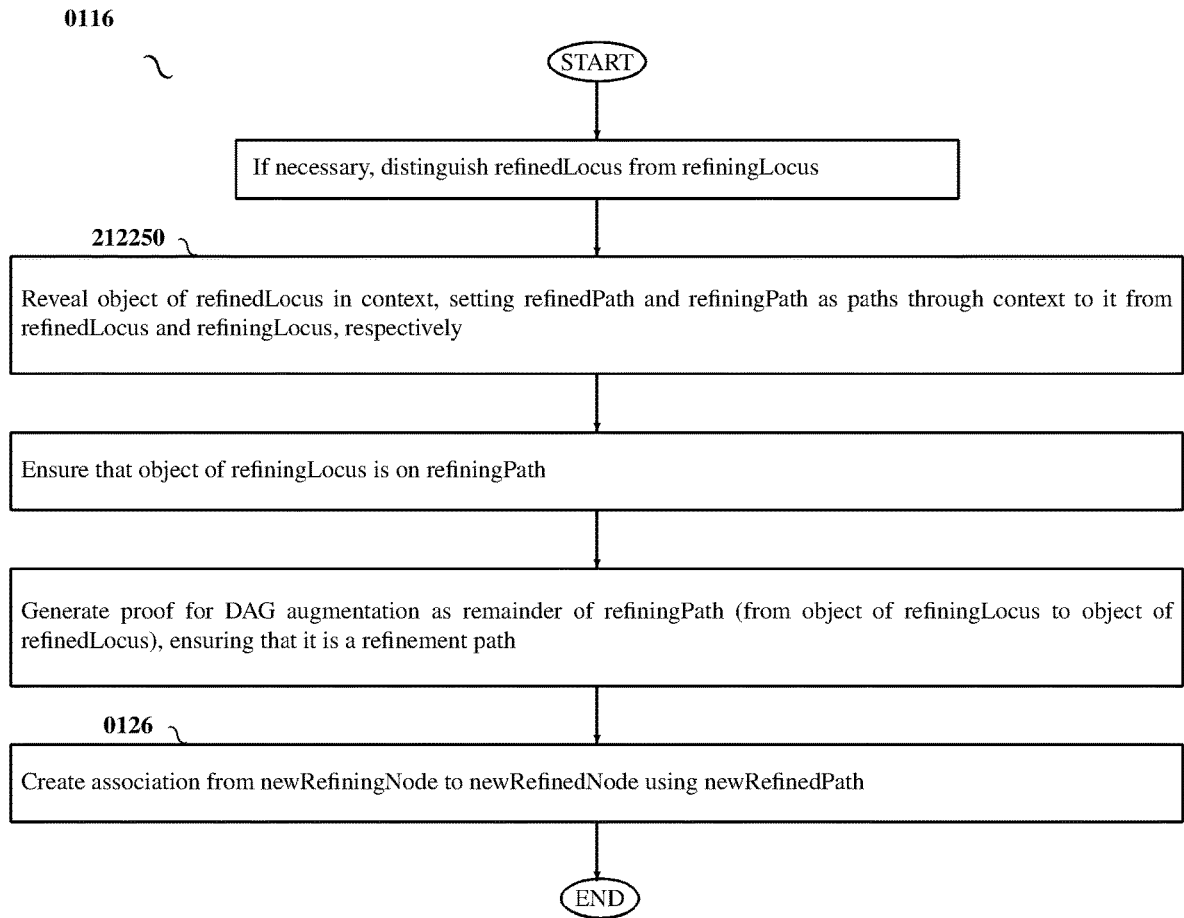 0116
START
If necessary, distinguish refinedLocus from refiningLocus
212250
Reveal object of refinedLocus in context, setting refinedPath and refiningPath as paths through context to it from
refinedLocus and refiningLocus, respectively
Ensure that object of refiningLocus is on refiningPath
Generate proof for DAG augmentation as remainder of refiningPath (from object of refiningLocus to object of
refinedLocus), ensuring that it is a refinement path
0126
Create association from newRefiningNode to newRefinedNode using newRefinedPath
END